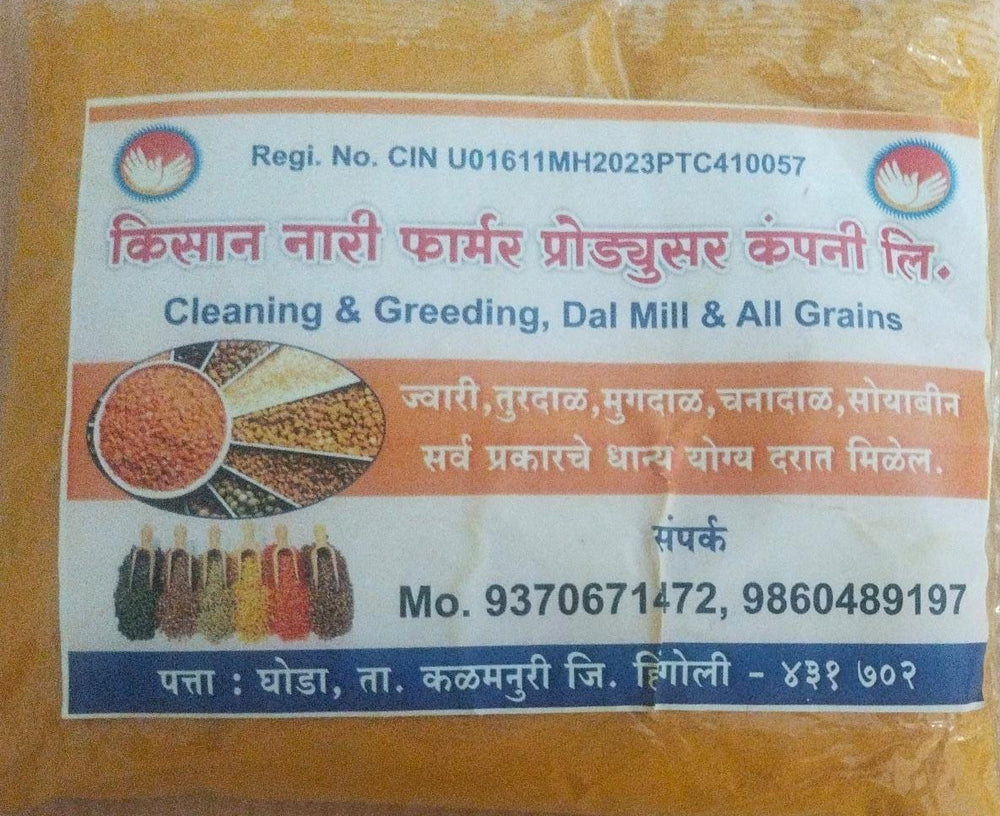 Regi. No. CIN U01611MH2023PTC410057
किसान नारी फार्मर प्रोड्युसर कंपनी लि.
Cleaning & Greeding, Dal Mill & All Grains
ज्वारी,तुरदाळ,मुगदाळ,चनादाळ,सोयाबीन
सर्व प्रकारचे धान्य योग्य दरात मिळेल.
संपर्क
Mo. 9370671472, 9860489197
पत्ता : घोडा, ता. कळमनुरी जि. हिंगोली - ४३१ ७०२